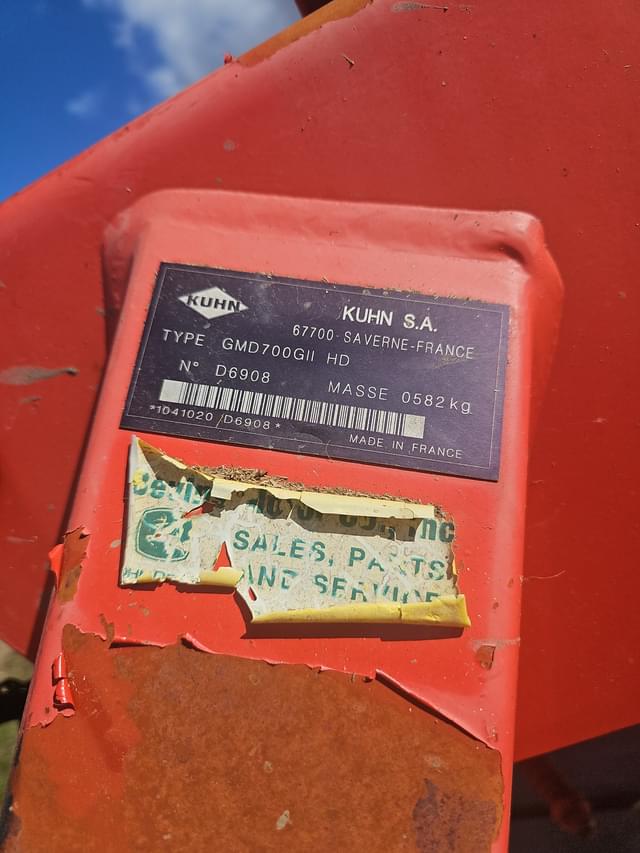 KUHN
KUHN S.A.
67700 SAVERNE-FRANCE
TYPE GMD700GII HD
N° D6908 MASSE 0582 kg
*1041020 D6908*
MADE IN FRANCE
Inc
SALES, PARTS
AND SERVICE